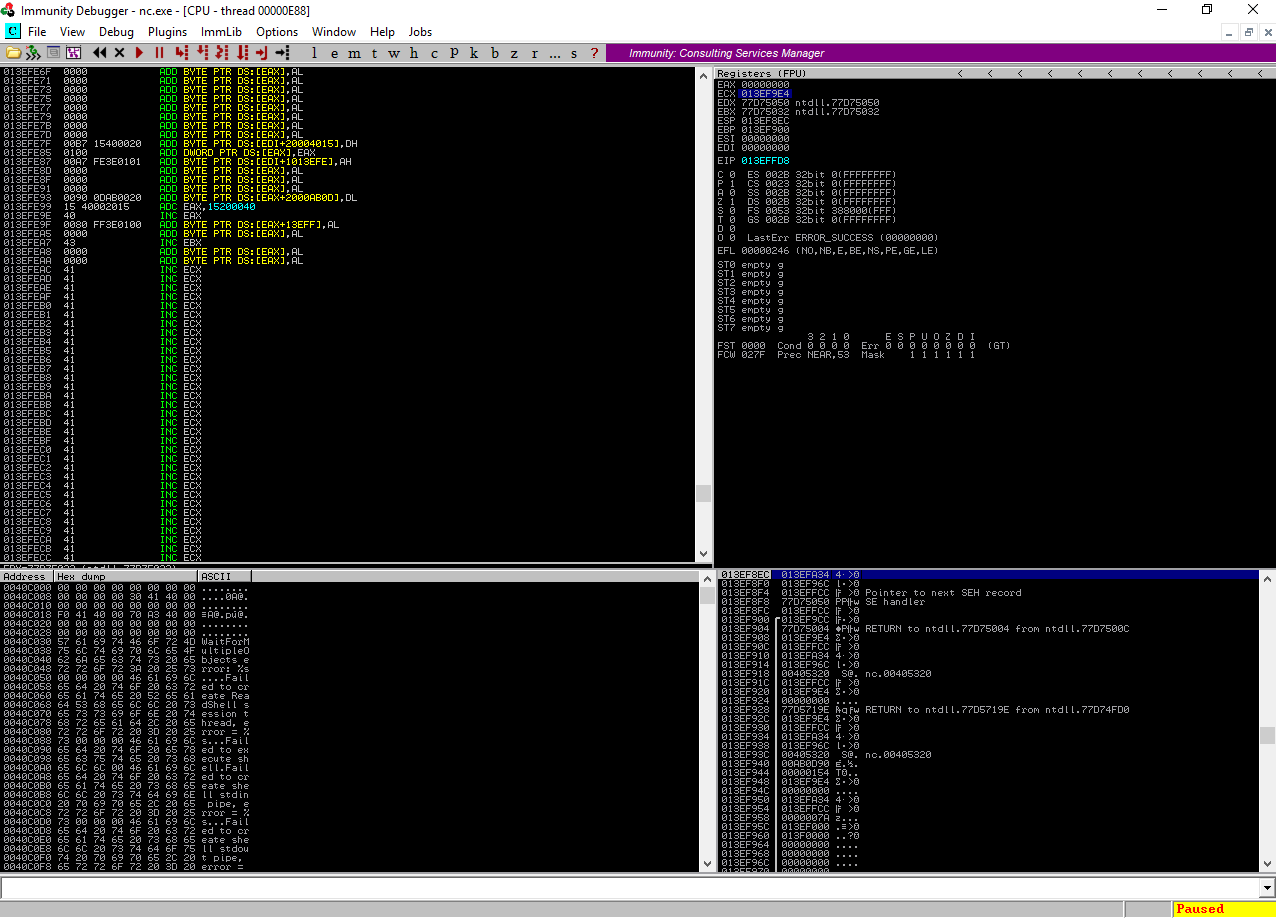 Immunity Debugger - nc.exe - [CPU - thread 00000E88]
C File View Debug Plugins ImmLib Options Window Help Jobs
l e m t w h c P k b z r ... s ? Immunity: Consulting Services Manager
013EFE6F 0000 ADD BYTE PTR DS:[EAX],AL
013EFE71 0000 ADD BYTE PTR DS:[EAX],AL
013EFE73 0000 ADD BYTE PTR DS:[EAX],AL
013EFE75 0000 ADD BYTE PTR DS:[EAX],AL
013EFE77 0000 ADD BYTE PTR DS:[EAX],AL
013EFE79 0000 ADD BYTE PTR DS:[EAX],AL
013EFE7B 0000 ADD BYTE PTR DS:[EAX],AL
013EFE7D 0000 ADD BYTE PTR DS:[EAX],AL
013EFE7F 00B7 15400020 ADD BYTE PTR DS:[EDI+20004015],DH
013EFE85 0100 ADD DWORD PTR DS:[EAX],EAX
013EFE87 00A7 FE3E0101 ADD BYTE PTR DS:[EDI+1013EFE],AH
013EFE8D 0000 ADD BYTE PTR DS:[EAX],AL
013EFE8F 0000 ADD BYTE PTR DS:[EAX],AL
013EFE91 0000 ADD BYTE PTR DS:[EAX],AL
013EFE93 0090 0DAB0020 ADD BYTE PTR DS:[EAX+2000AB0D],DL
013EFE99 15 40002015 ADC EAX,15200040
013EFE9E 40 INC EAX
013EFE9F 0080 FF3E0100 ADD BYTE PTR DS:[EAX+13EFF],AL
013EFEA5 0000 ADD BYTE PTR DS:[EAX],AL
013EFEA7 43 INC EBX
013EFEA8 0000 ADD BYTE PTR DS:[EAX],AL
013EFEAA 0000 ADD BYTE PTR DS:[EAX],AL
013EFEAC 41 INC ECX
013EFEAD 41 INC ECX
013EFEAE 41 INC ECX
013EFEAF 41 INC ECX
013EFEB0 41 INC ECX
013EFEB1 41 INC ECX
013EFEB2 41 INC ECX
013EFEB3 41 INC ECX
013EFEB4 41 INC ECX
013EFEB5 41 INC ECX
013EFEB6 41 INC ECX
013EFEB7 41 INC ECX
013EFEB8 41 INC ECX
013EFEB9 41 INC ECX
013EFEBA 41 INC ECX
013EFEBB 41 INC ECX
013EFEBC 41 INC ECX
013EFEBD 41 INC ECX
013EFEBE 41 INC ECX
013EFEBF 41 INC ECX
013EFEC0 41 INC ECX
013EFEC1 41 INC ECX
013EFEC2 41 INC ECX
013EFEC3 41 INC ECX
013EFEC4 41 INC ECX
013EFEC5 41 INC ECX
013EFEC6 41 INC ECX
013EFEC7 41 INC ECX
013EFEC8 41 INC ECX
013EFEC9 41 INC ECX
013EFECA 41 INC ECX
013EFECB 41 INC ECX
013EFECC 41 INC ECX
Registers (FPU) < < < < < < < < < < <
EAX 00000000
ECX 013EF9E4
EDX 77D75050 ntdll.77D75050
EBX 77D75032 ntdll.77D75032
ESP 013EF8EC
EBP 013EF900
ESI 00000000
EDI 00000000
EIP 013EFFD8
C 0 ES 002B 32bit 0(FFFFFFFF)
P 1 CS 0023 32bit 0(FFFFFFFF)
A 0 SS 002B 32bit 0(FFFFFFFF)
Z 1 DS 002B 32bit 0(FFFFFFFF)
S 0 FS 0053 32bit 388000(FFF)
T 0 GS 002B 32bit 0(FFFFFFFF)
D 0
O 0 LastErr ERROR_SUCCESS (00000000)
EFL 00000246 (NO,NB,E,BE,NS,PE,GE,LE)
ST0 empty g
ST1 empty g
ST2 empty g
ST3 empty g
ST4 empty g
ST5 empty g
ST6 empty g
ST7 empty g
3 2 1 0 E S P U O Z D I
FST 0000 Cond 0 0 0 0 Err 0 0 0 0 0 0 0 0 (GT)
FCW 027F Prec NEAR,53 Mask 1 1 1 1 1 1
Address Hex dump ASCII
0040C000 00 00 00 00 00 00 00 00 ........
0040C008 00 00 00 00 30 41 40 00 ....0A@.
0040C010 00 00 00 00 00 00 00 00 ........
0040C018 F0 41 40 00 70 A3 40 00 ≡A@.pú@.
0040C020 00 00 00 00 00 00 00 00 ........
0040C028 00 00 00 00 00 00 00 00 ........
0040C030 57 61 69 74 46 6F 72 4D WaitForM
0040C038 75 6C 74 69 70 6C 65 4F ultipleO
0040C040 62 6A 65 63 74 73 20 65 bjects e
0040C048 72 72 6F 72 3A 20 25 73 rror: %s
0040C050 00 00 00 00 46 61 69 6C ....Fail
0040C058 65 64 20 74 6F 20 63 72 ed to cr
0040C060 65 61 74 65 20 52 65 61 eate Rea
0040C068 64 53 68 65 6C 6C 20 73 dShell s
0040C070 65 73 73 69 6F 6E 20 74 ession t
0040C078 68 72 65 61 64 2C 20 65 hread, e
0040C080 72 72 6F 72 20 3D 20 25 rror = %
0040C088 73 00 00 00 46 61 69 6C s...Fail
0040C090 65 64 20 74 6F 20 65 78 ed to ex
0040C098 65 63 75 74 65 20 73 68 ecute sh
0040C0A0 65 6C 6C 00 46 61 69 6C ell.Fail
0040C0A8 65 64 20 74 6F 20 63 72 ed to cr
0040C0B0 65 61 74 65 20 73 68 65 eate she
0040C0B8 6C 6C 20 73 74 64 69 6E ll stdin
0040C0C0 20 70 69 70 65 2C 20 65 pipe, e
0040C0C8 72 72 6F 72 20 3D 20 25 rror = %
0040C0D0 73 00 00 00 46 61 69 6C s...Fail
0040C0D8 65 64 20 74 6F 20 63 72 ed to cr
0040C0E0 65 61 74 65 20 73 68 65 eate she
0040C0E8 6C 6C 20 73 74 64 6F 75 ll stdou
0040C0F0 74 20 70 69 70 65 2C 20 t pipe,
0040C0F8 65 72 72 6F 72 20 3D 20 error =
013EF8EC 013EFA34
013EF8F0 013EF96C
013EF8F4 013EFFCC Pointer to next SEH record
013EF8F8 77D75050 SE handler
013EF8FC 013EFFCC
013EF900 013EF9CC
013EF904 77D75004 RETURN to ntdll.77D75004 from ntdll.77D7500C
013EF908 013EF9E4
013EF90C 013EFFCC
013EF910 013EFA34
013EF914 013EF96C
013EF918 00405320 S@. nc.00405320
013EF91C 013EFFCC
013EF920 013EF9E4
013EF924 00000000 ....
013EF928 77D5719E RETURN to ntdll.77D5719E from ntdll.77D74FD0
013EF92C 013EF9E4
013EF930 013EFFCC
013EF934 013EFA34
013EF938 013EF96C
013EF93C 00405320 S@. nc.00405320
013EF940 00AB0D90
013EF944 00000154
013EF948 013EF9E4
013EF94C 00000000 ....
013EF950 013EFA34
013EF954 013EFFCC
013EF958 0000007A z...
013EF95C 013EF000
013EF960 013F0000
013EF964 00000000 ....
013EF968 00000000 ....
013EF96C 00000000 ....
Paused